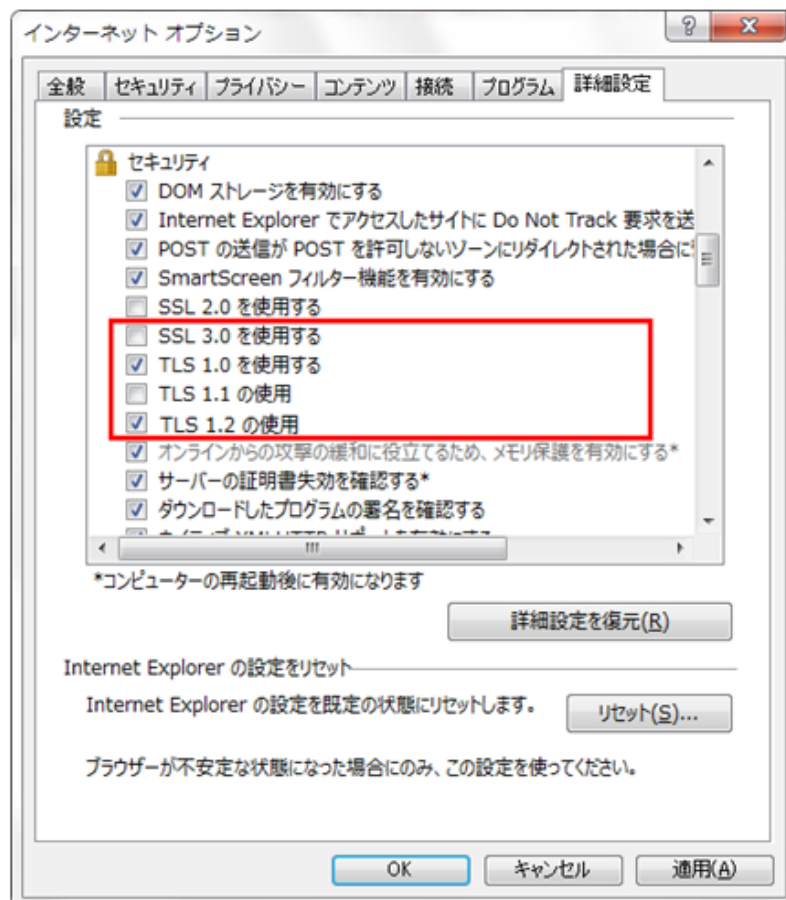 インターネット オプション
全般 セキュリティ プライバシー コンテンツ 接続 プログラム 詳細設定
設定
セキュリティ
DOM ストレージを有効にする
Internet Explorer でアクセスしたサイトに Do Not Track 要求を送
POST の送信が POST を許可しないゾーンにリダイレクトされた場合に
SmartScreen フィルター機能を有効にする
SSL 2.0 を使用する
SSL 3.0 を使用する
TLS 1.0 を使用する
TLS 1.1 の使用
TLS 1.2 の使用
オンラインからの攻撃の緩和に役立てるため、メモリ保護を有効にする*
サーバーの証明書失効を確認する*
ダウンロードしたプログラムの署名を確認する
*コンピューターの再起動後に有効になります
詳細設定を復元(R)
Internet Explorer の設定をリセット
Internet Explorer の設定を既定の状態にリセットします。
リセット(S)...
ブラウザーが不安定な状態になった場合にのみ、この設定を使ってください。
OK キャンセル 適用(A)